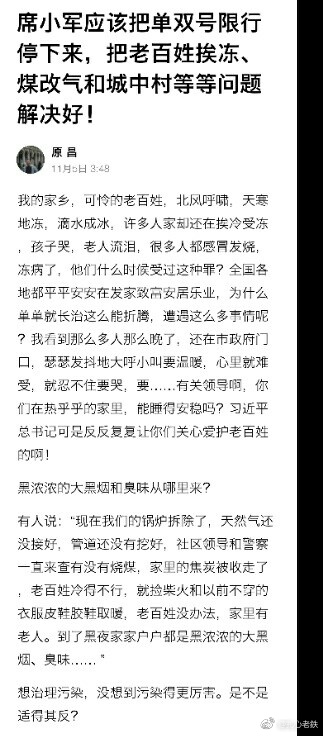 席小军应该把单双号限行
停下来，把老百姓挨冻、
煤改气和城中村等等问题
解决好！
原 昌
11月5日 3:48
我的家乡，可怜的老百姓，北风呼啸，天寒
地冻，滴水成冰，许多人家却还在挨冷受冻
，孩子哭，老人流泪，很多人都感冒发烧，
冻病了，他们什么时候受过这种罪？全国各
地都平平安安在发家致富安居乐业，为什么
单单就长治这么能折腾，遭遇这么多事情呢
？我看到那么多人那么晚了，还在市政府门
口，瑟瑟发抖地大呼小叫要温暖，心里就难
受，就忍不住要哭，要……有关领导啊，你
们在热乎乎的家里，能睡得安稳吗？习近平
总书记可是反反复复让你们关心爱护老百姓
的啊！
黑浓浓的大黑烟和臭味从哪里来？
有人说：“现在我们的锅炉拆除了，天然气还
没接好，管道还没有挖好，社区领导和警察
一直来查有没有烧煤，家里的焦炭被收走了
，老百姓冷得不行，就捡柴火和以前不穿的
衣服皮鞋胶鞋取暖，老百姓没办法，家里有
老人。到了黑夜家家户户都是黑浓浓的大黑
烟、臭味……“
想治理污染，没想到污染得更厉害。是不是
适得其反？
心老鉄